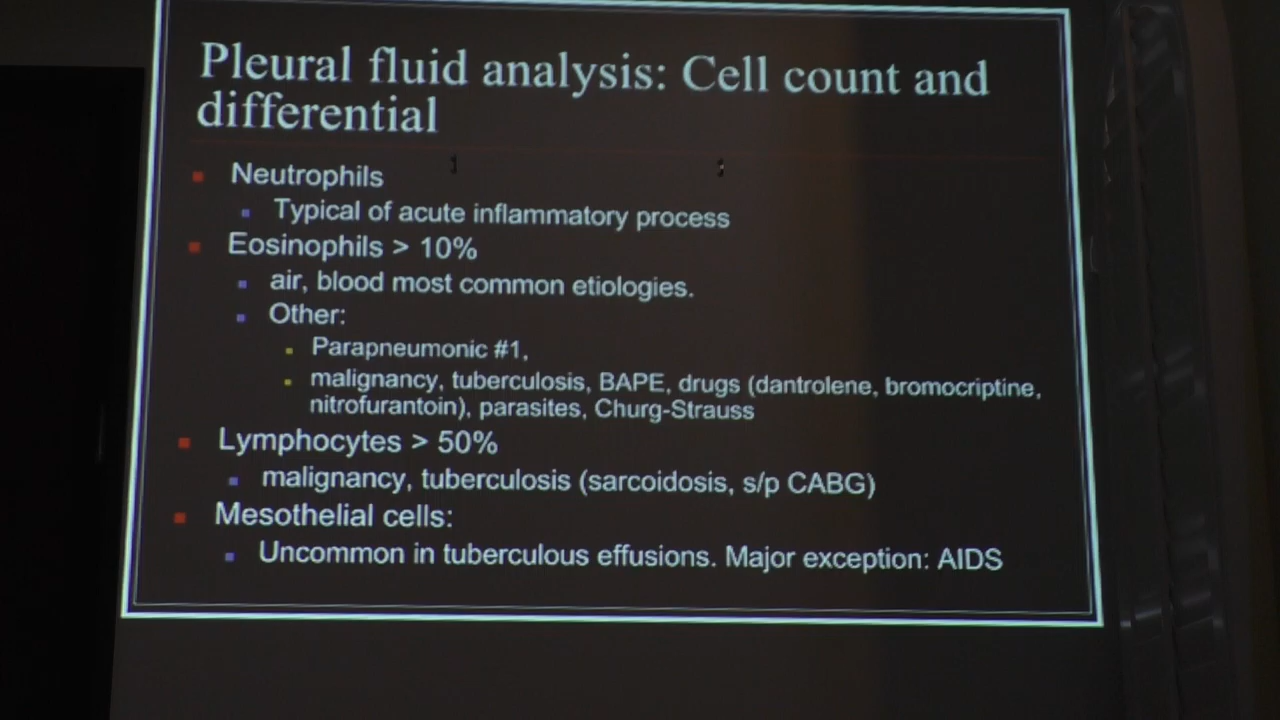 Pleural fluid analysis: Cell count and
differential
Neutrophils
Typical of acute inflammatory process
Eosinophils > 10%
air, blood most common etiologies.
Other:
Parapneumonic #1,
malignancy, tuberculosis, BAPE, drugs (dantrolene, bromocriptine,
nitrofurantoin), parasites, Churg-Strauss
Lymphocytes > 50%
malignancy, tuberculosis (sarcoidosis, s/p CABG)
Mesothelial cells:
Uncommon in tuberculous effusions. Major exception: AIDS